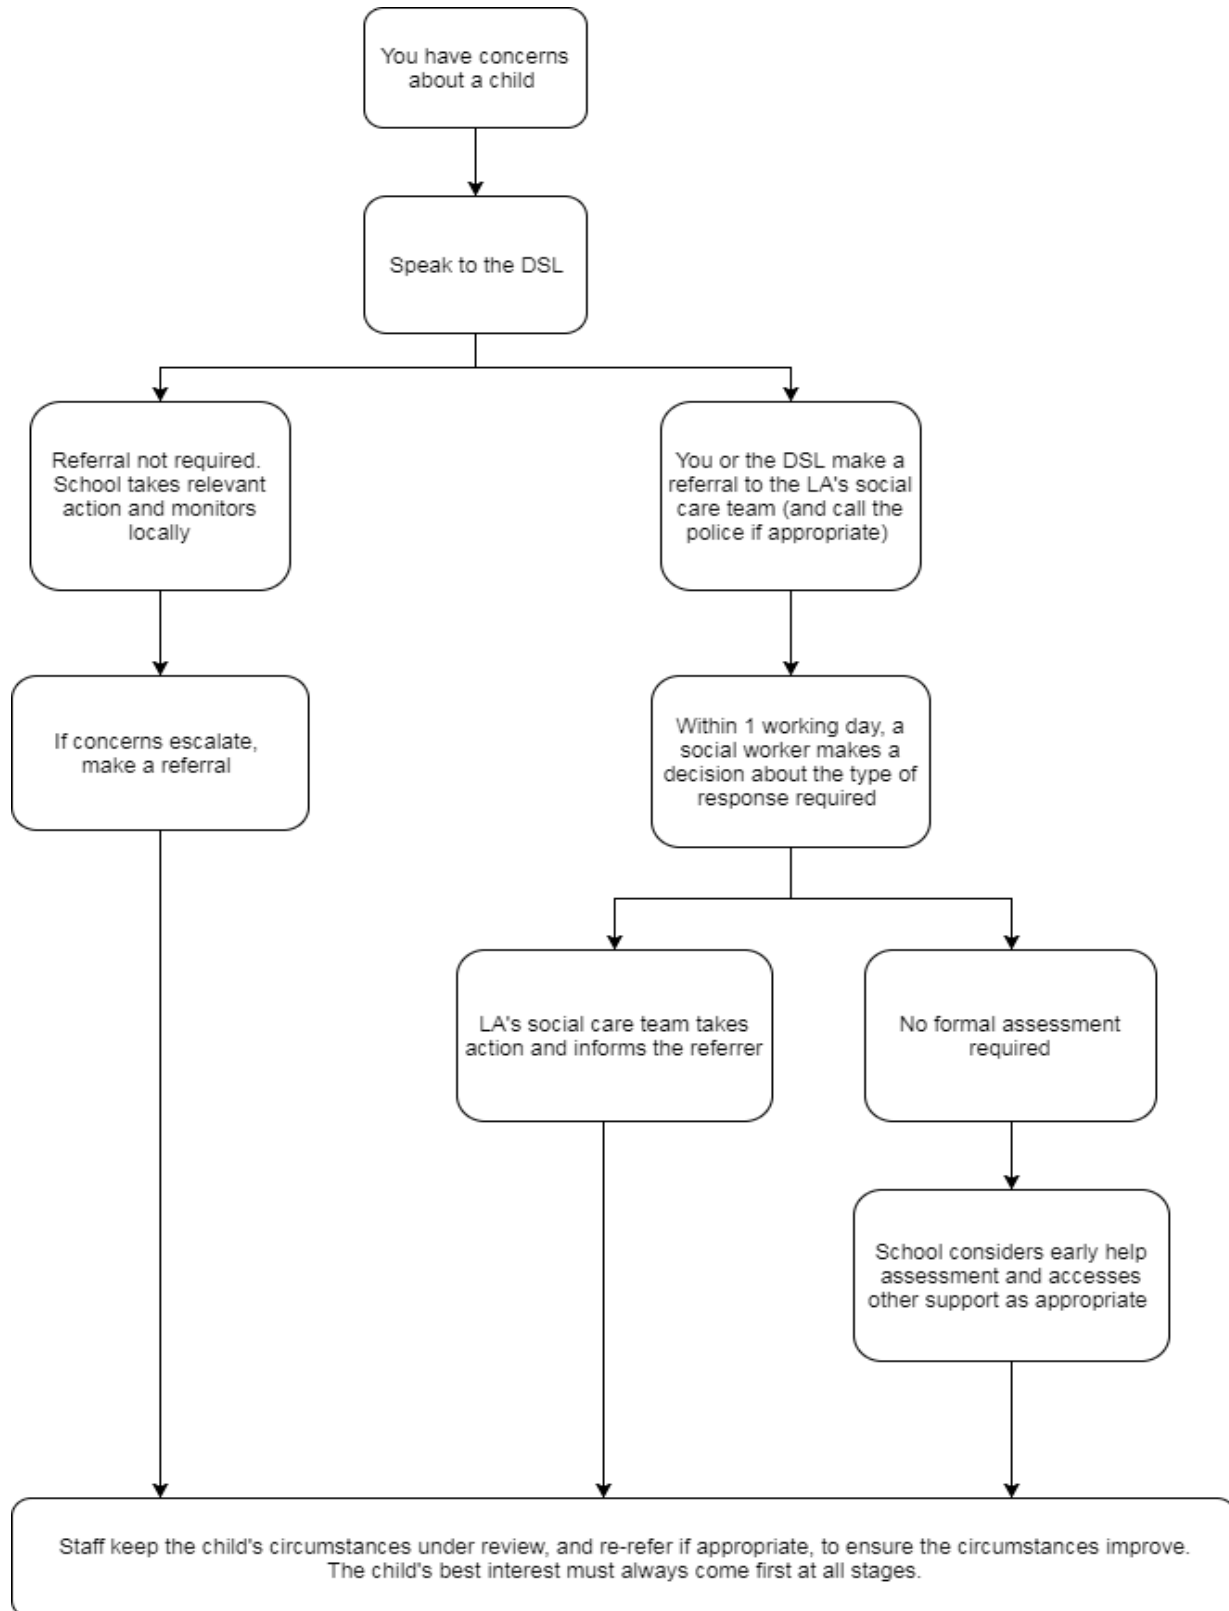 You have concerns
about a child
Speak to the DSL
Referral not required.
School takes relevant
action and monitors
locally
You or the DSL make a
referral to the LA's social
care team (and call the
police if appropriate)
If concerns escalate,
make a referral
Within 1 working day, a
social worker makes a
decision about the type of
response required
LA's social care team takes
action and informs the referrer
No formal assessment
required
School considers early help
assessment and accesses
other support as appropriate
Staff keep the child's circumstances under review, and re-refer if appropriate, to ensure the circumstances improve.
The child's best interest must always come first at all stages.